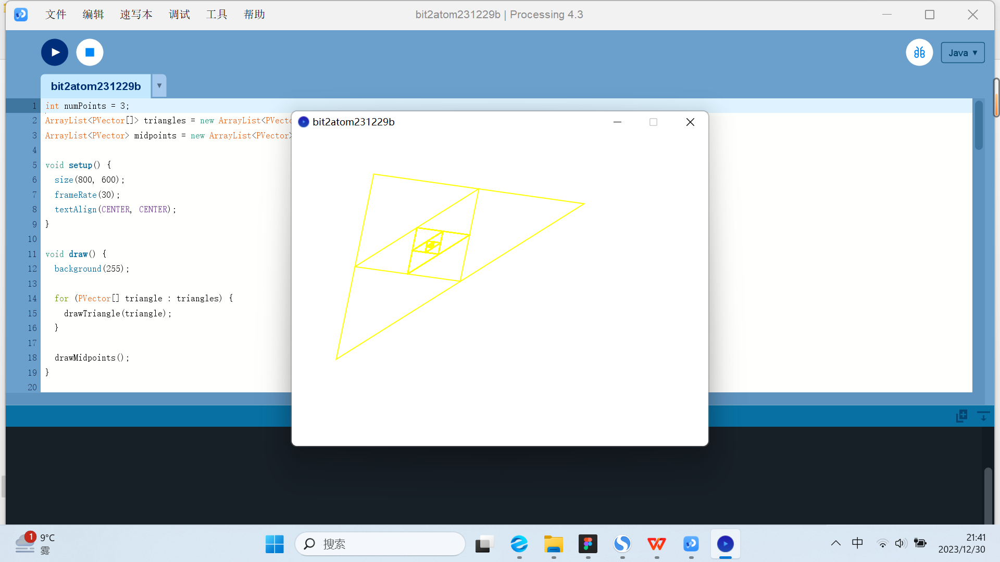 bit2atom231229b | Processing 4.3
文件 编辑 速写本 调试 工具 帮助
Java ▼
bit2atom231229b ▼
1 int numPoints = 3;
2 ArrayList<PVector[]> triangles = new ArrayList<PVecto
3 ArrayList<PVector> midpoints = new ArrayList<PVector>
4
5 void setup() {
6 size(800, 600);
7 frameRate(30);
8 textAlign(CENTER, CENTER);
9 }
10
11 void draw() {
12 background(255);
13
14 for (PVector[] triangle : triangles) {
15 drawTriangle(triangle);
16 }
17
18 drawMidpoints();
19 }
20
bit2atom231229b
1
9°C
雾
搜索
中
21:41
2023/12/30